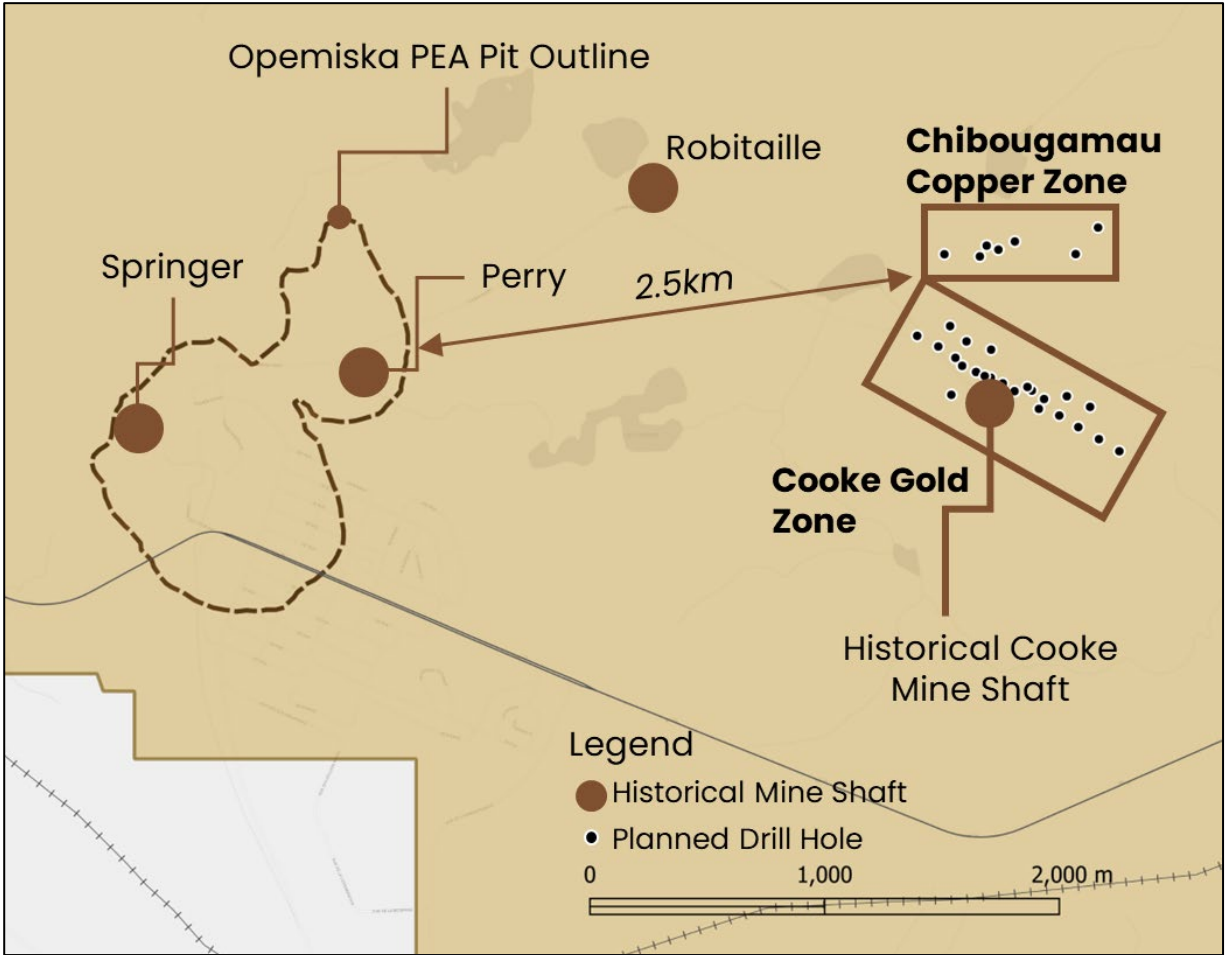 Opemiska PEA Pit Outline
Robitaille
Chibougamau
Copper Zone
Springer
Perry
2.5km
Cooke Gold
Zone
Historical Cooke
Mine Shaft
Legend
Historical Mine Shaft
Planned Drill Hole
0 1,000 2,000 m